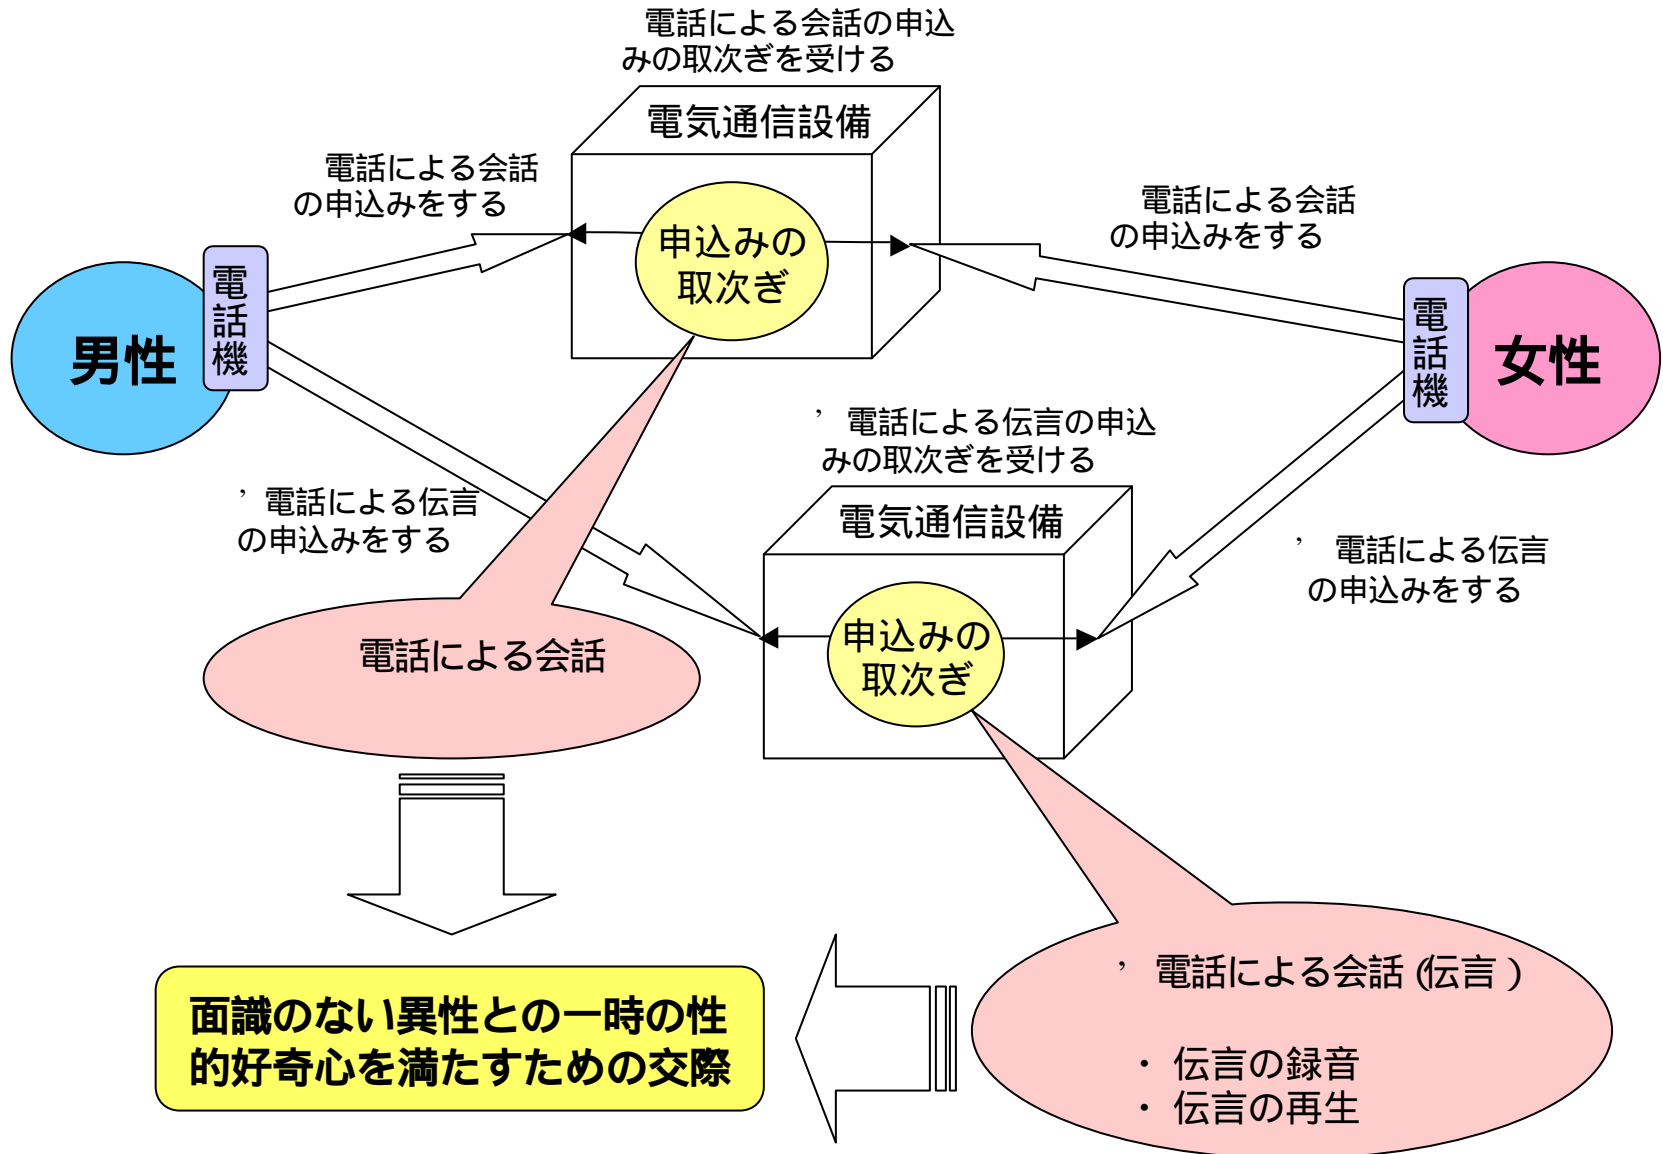 電話による会話の申込
みの取次ぎを受ける
電気通信設備
電話による会話
の申込みをする
申込みの
取次ぎ
電話による会話
の申込みをする
男性
電話機
電話機
女性
’ 電話による伝言の申込
みの取次ぎを受ける
’ 電話による伝言
の申込みをする
電気通信設備
’ 電話による伝言
の申込みをする
申込みの
取次ぎ
電話による会話
’ 電話による会話（伝言）
・ 伝言の録音
・ 伝言の再生
面識のない異性との一時の性
的好奇心を満たすための交際